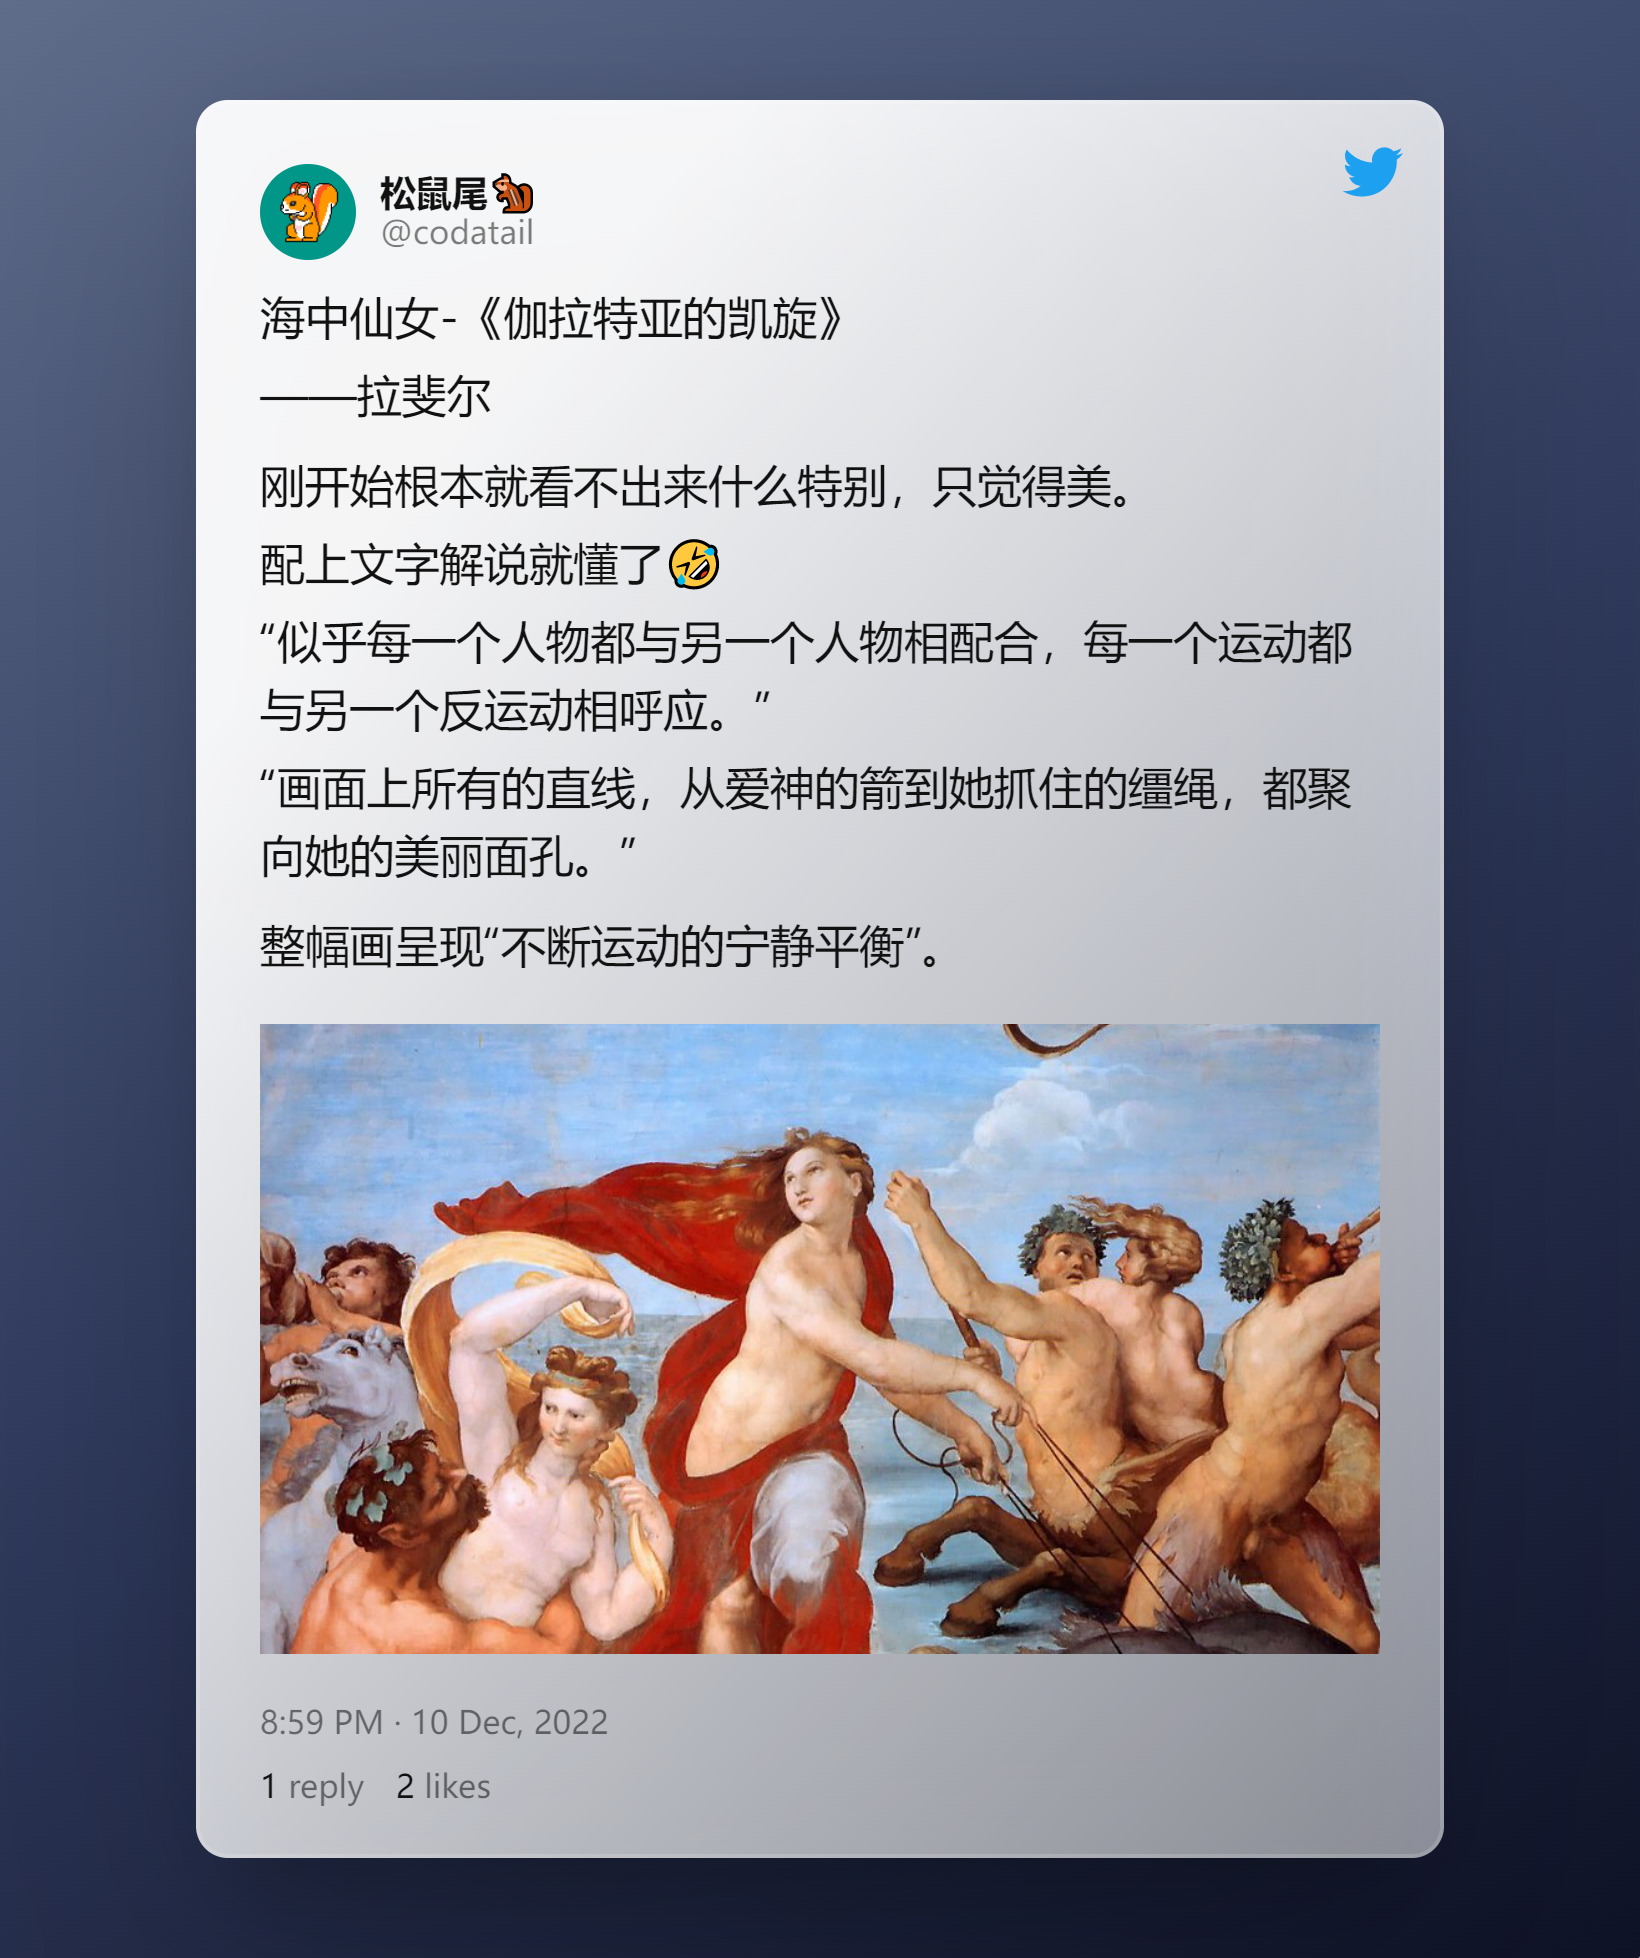 松鼠尾🐿
@codatail
海中仙女-《伽拉特亚的凯旋》
——拉斐尔
刚开始根本就看不出来什么特别，只觉得美。
配上文字解说就懂了🤣
“似乎每一个人物都与另一个人物相配合，每一个运动都
与另一个反运动相呼应。”
“画面上所有的直线，从爱神的箭到她抓住的缰绳，都聚
向她的美丽面孔。”
整幅画呈现“不断运动的宁静平衡”。
8:59 PM · 10 Dec, 2022
1 reply 2 likes